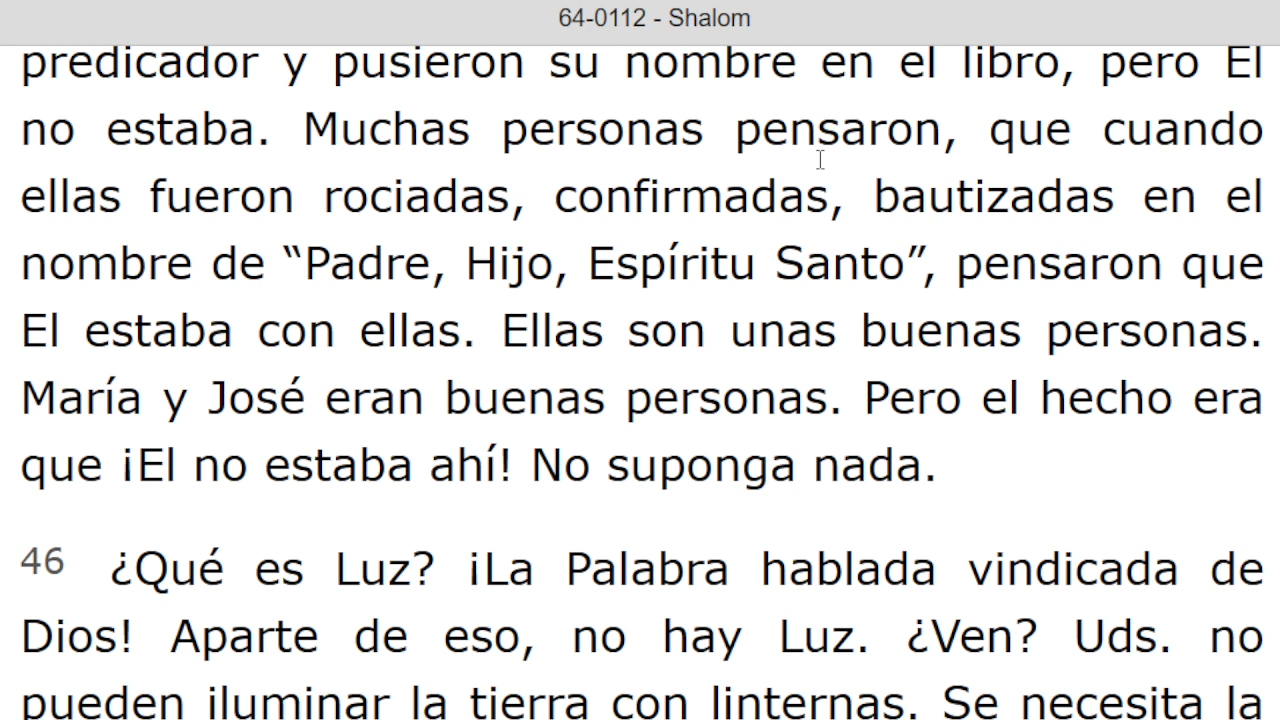 64-0112 - Shalom
predicador y pusieron su nombre en el libro, pero El
no estaba. Muchas personas pensaron, que cuando
ellas fueron rociadas, confirmadas, bautizadas en el
nombre de “Padre, Hijo, Espíritu Santo”, pensaron que
El estaba con ellas. Ellas son unas buenas personas.
María y José eran buenas personas. Pero el hecho era
que ¡El no estaba ahí! No suponga nada.
46 ¿Qué es Luz? ¡La Palabra hablada vindicada de
Dios! Aparte de eso, no hay Luz. ¿Ven? Uds. no
pueden iluminar la tierra con linternas. Se necesita la